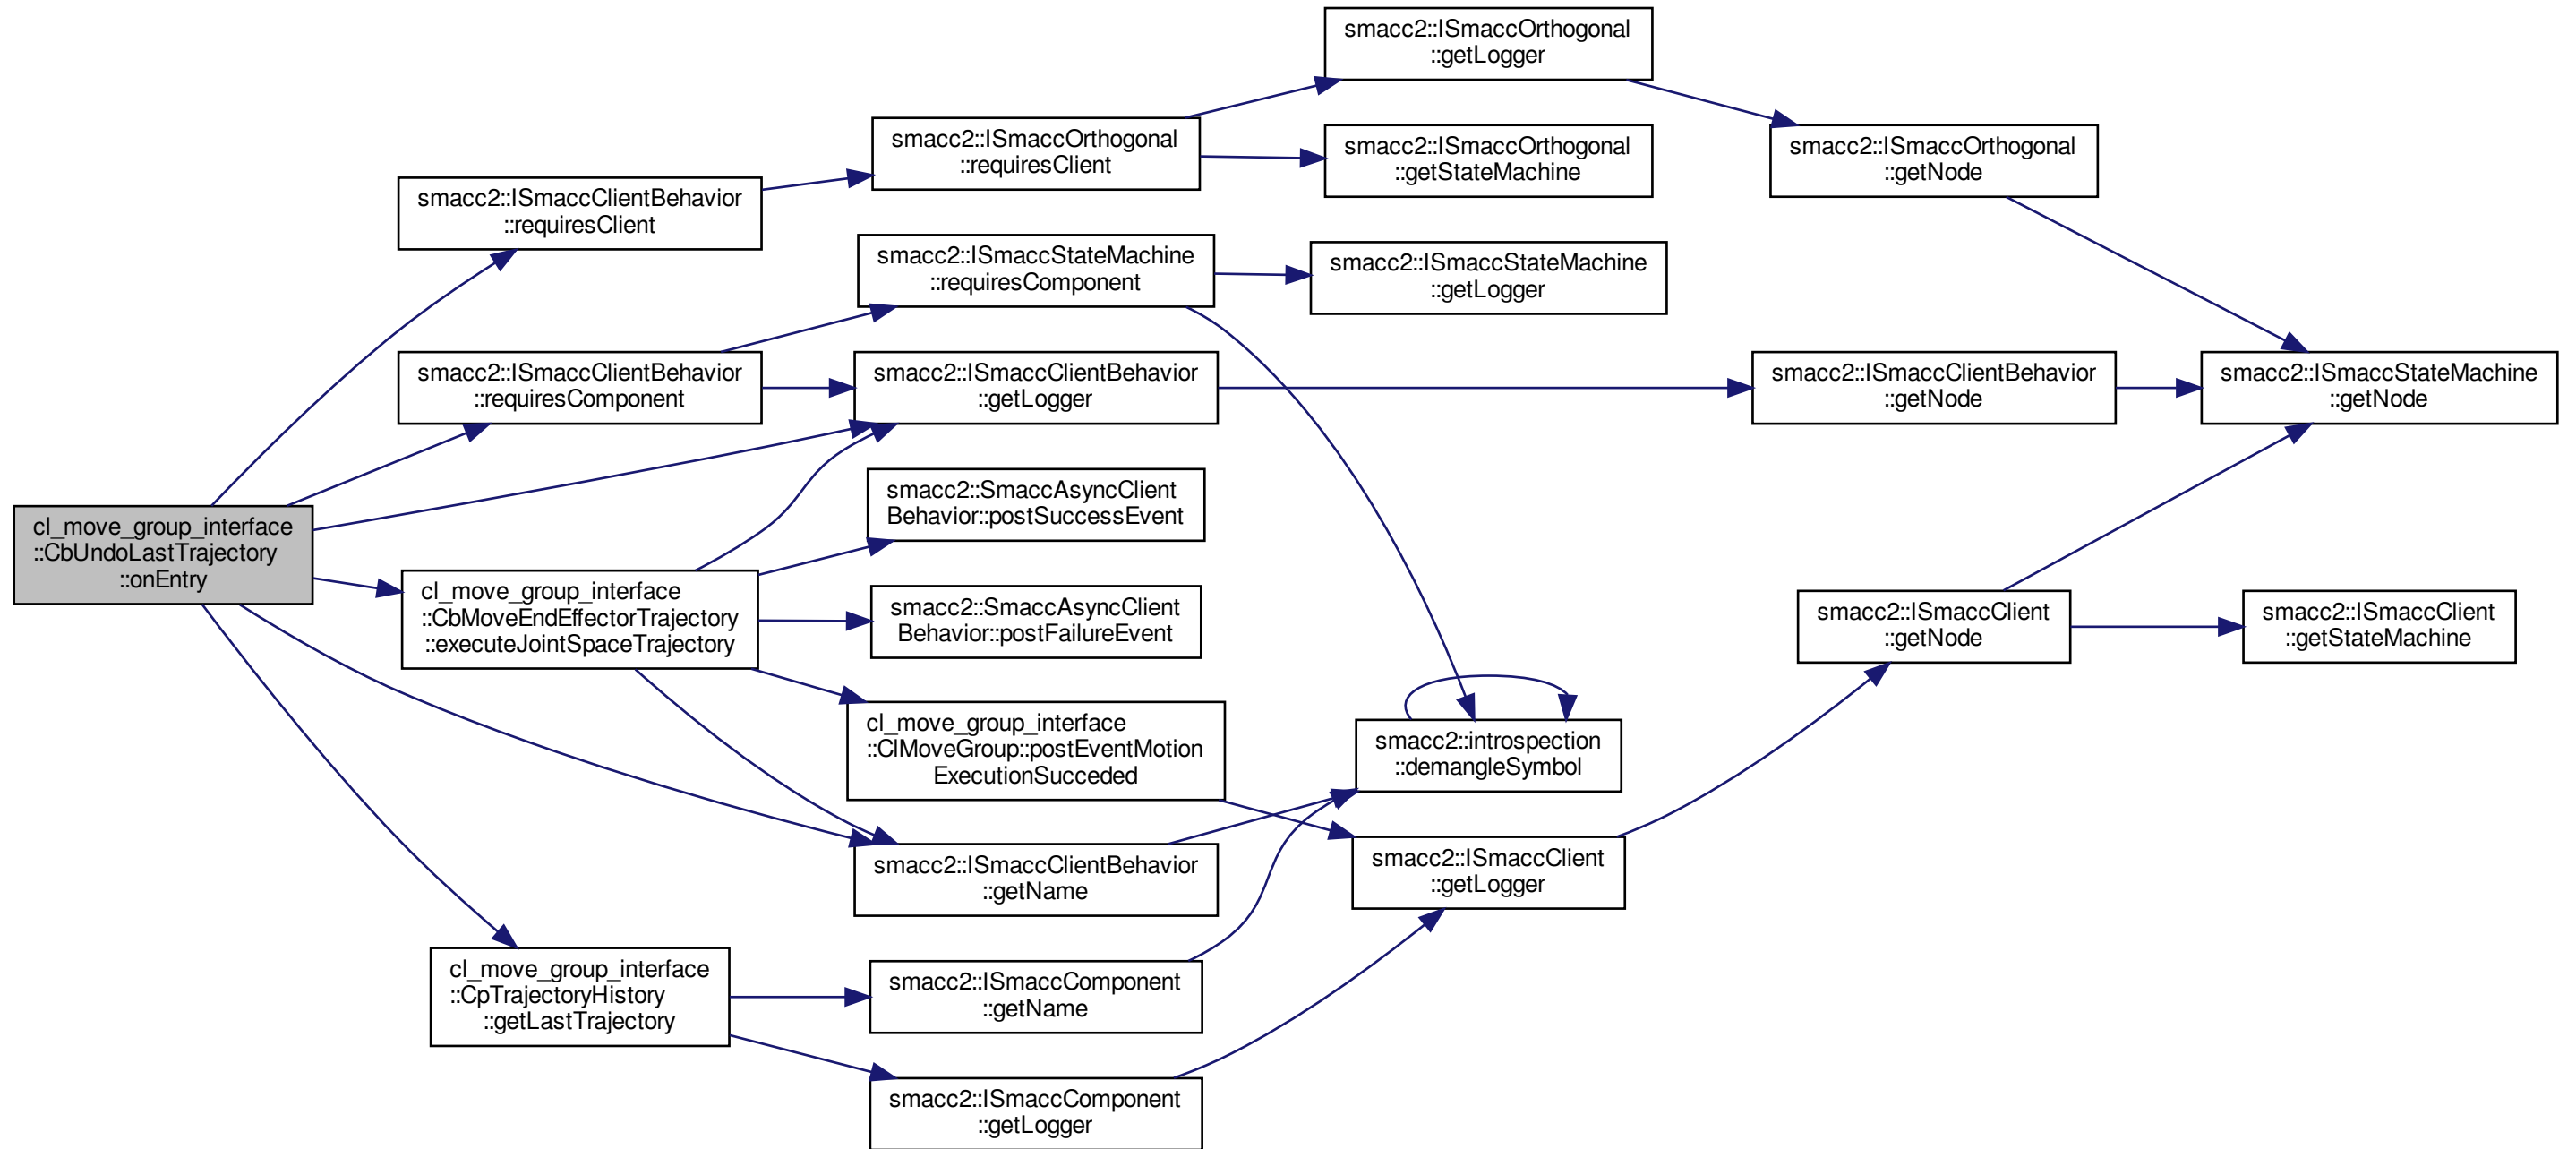 smacc2::ISmaccOrthogonal
::getLogger
smacc2::ISmaccOrthogonal
::requiresClient
smacc2::ISmaccOrthogonal
::getStateMachine
smacc2::ISmaccOrthogonal
::getNode
smacc2::ISmaccClientBehavior
::requiresClient
smacc2::ISmaccStateMachine
::requiresComponent
smacc2::ISmaccStateMachine
::getLogger
smacc2::ISmaccClientBehavior
::requiresComponent
smacc2::ISmaccClientBehavior
::getLogger
smacc2::ISmaccClientBehavior
::getNode
smacc2::ISmaccStateMachine
::getNode
smacc2::SmaccAsyncClient
Behavior::postSuccessEvent
cl_move_group_interface
::CbUndoLastTrajectory
::onEntry
cl_move_group_interface
::CbMoveEndEffectorTrajectory
::executeJointSpaceTrajectory
smacc2::SmaccAsyncClient
Behavior::postFailureEvent
smacc2::ISmaccClient
::getNode
smacc2::ISmaccClient
::getStateMachine
cl_move_group_interface
::ClMoveGroup::postEventMotion
ExecutionSucceded
smacc2::introspection
::demangleSymbol
smacc2::ISmaccClientBehavior
::getName
smacc2::ISmaccClient
::getLogger
cl_move_group_interface
::CpTrajectoryHistory
::getLastTrajectory
smacc2::ISmaccComponent
::getName
smacc2::ISmaccComponent
::getLogger